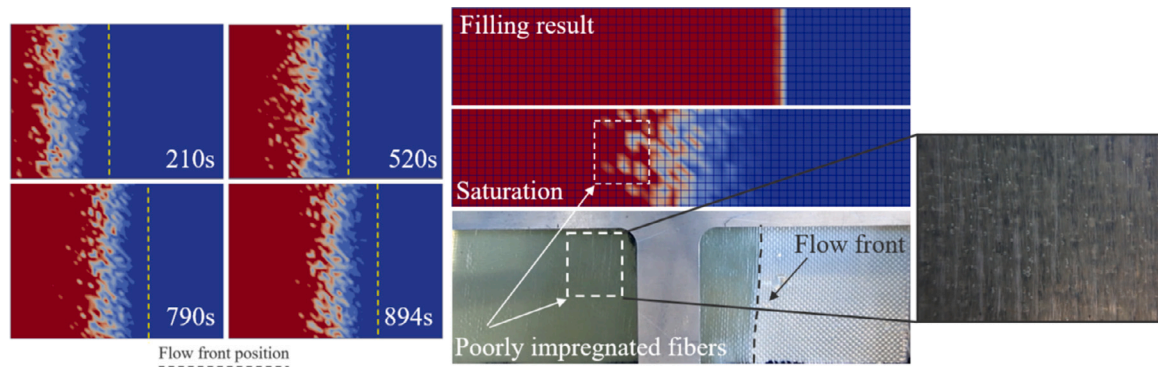 210s
520s
790s
894s
Flow front position
Filling result
Saturation
Flow front
Poorly impregnated fibers